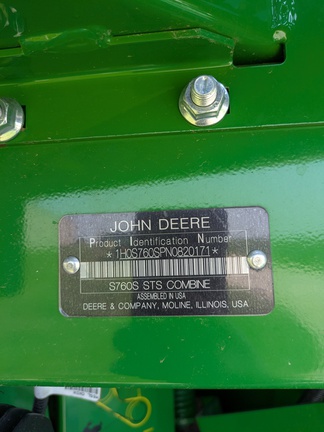 JOHN DEERE
Product Identification Number
*1H0S760SPN0820171*
S760S STS COMBINE
ASSEMBLED IN USA
DEERE & COMPANY, MOLINE, ILLINOIS, USA